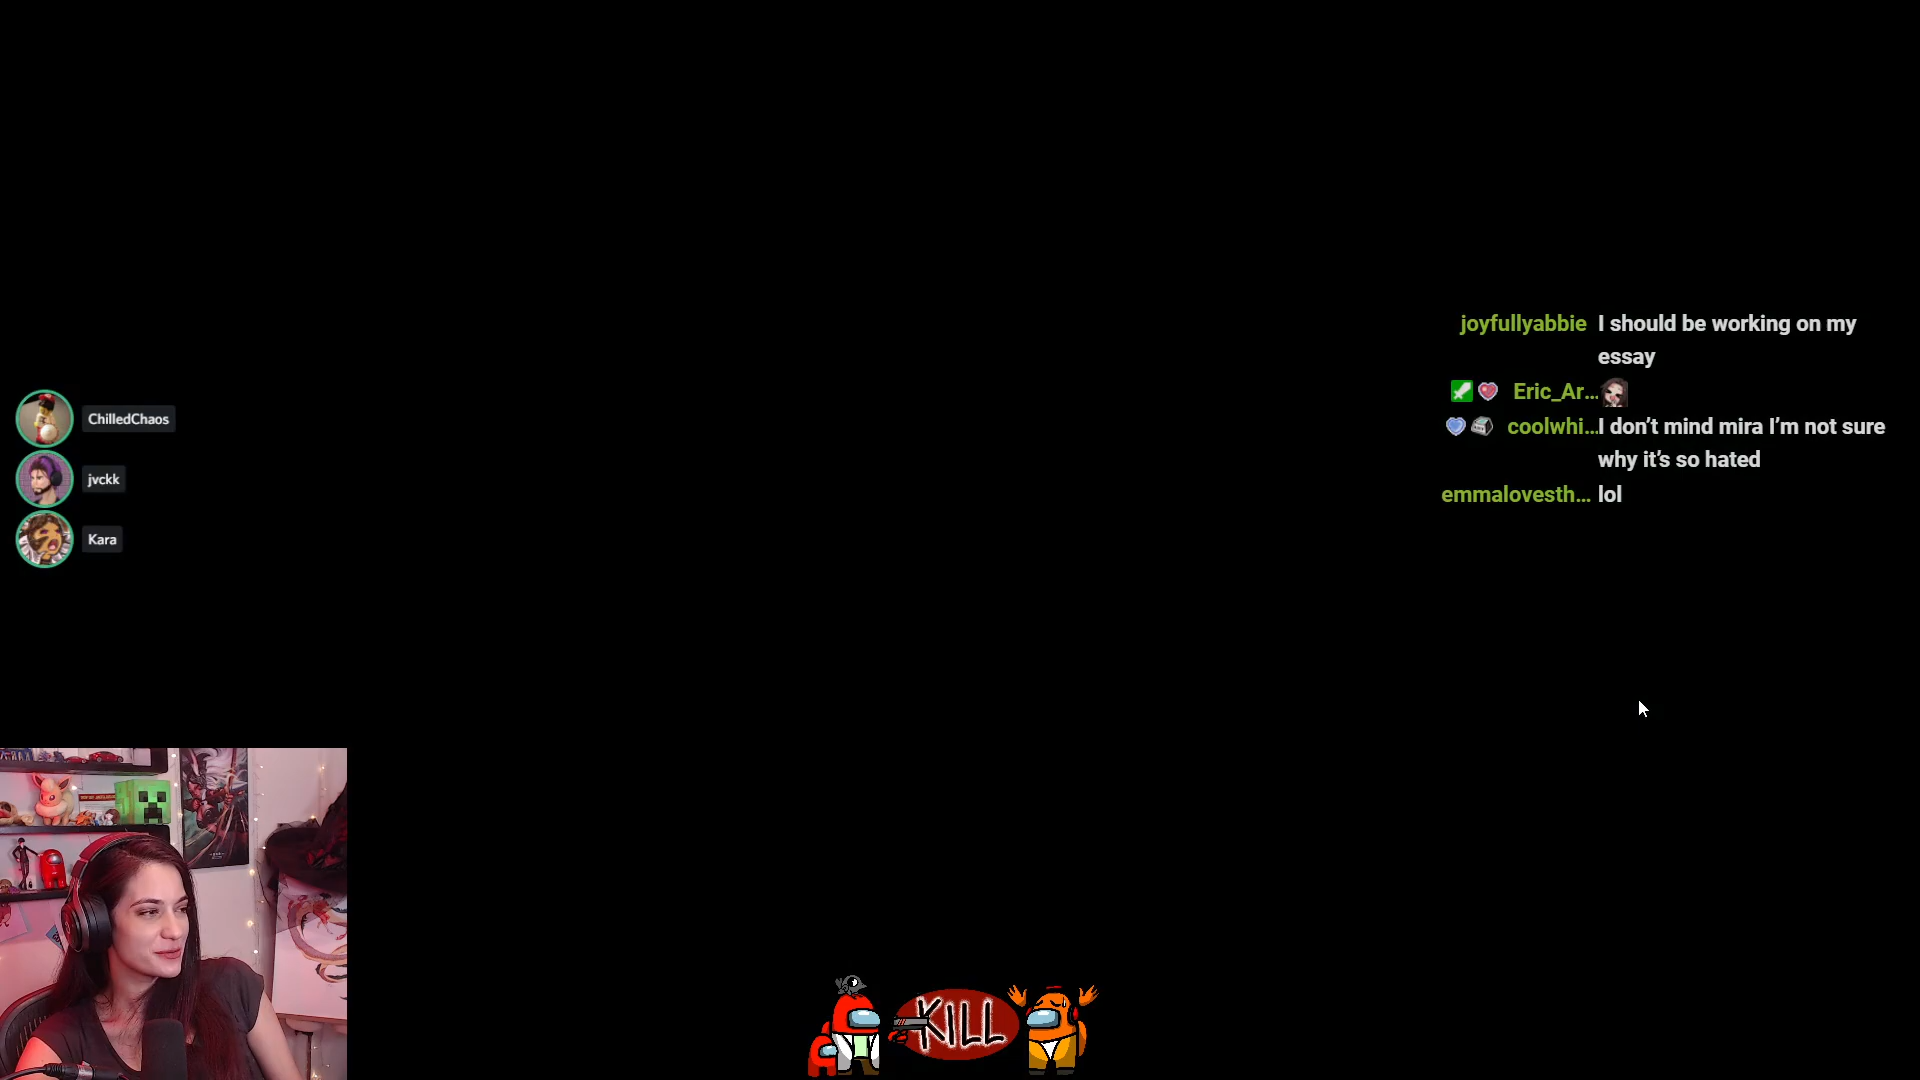 joyfullyabbie I should be working on my
essay
Eric_Ar...
coolwhi... I don't mind mira I'm not sure
why it's so hated
emmalovesth... lol
ChilledChaos
jvckk
Kara
KILL